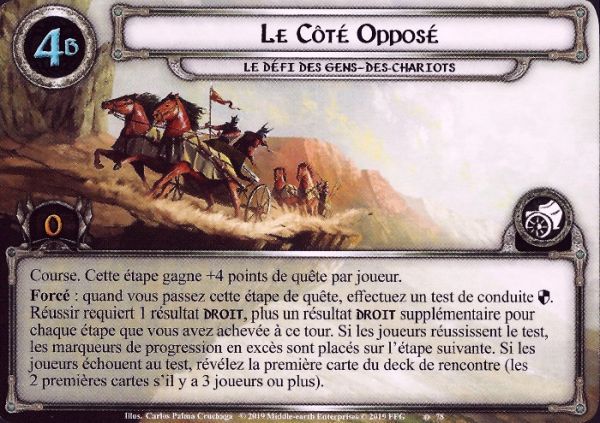 4B
LE CÔTÉ OPPOSÉ
LE DÉFI DES GENS-DES-CHARIOTS
0
Course. Cette étape gagne +4 points de quête par joueur.
Forcé : quand vous passez cette étape de quête, effectuez un test de conduite.
Réussir requiert 1 résultat DROIT, plus un résultat DROIT supplémentaire pour
chaque étape que vous avez achevée à ce tour. Si les joueurs réussissent le test,
les marqueurs de progression en excès sont placés sur l'étape suivante. Si les
joueurs échouent au test, révélez la première carte du deck de rencontre (les
2 premières cartes s'il y a 3 joueurs ou plus).
Illus. Carlos Palma Cruchaga © 2019 Middle-earth Enterprises © 2019 FFG 78